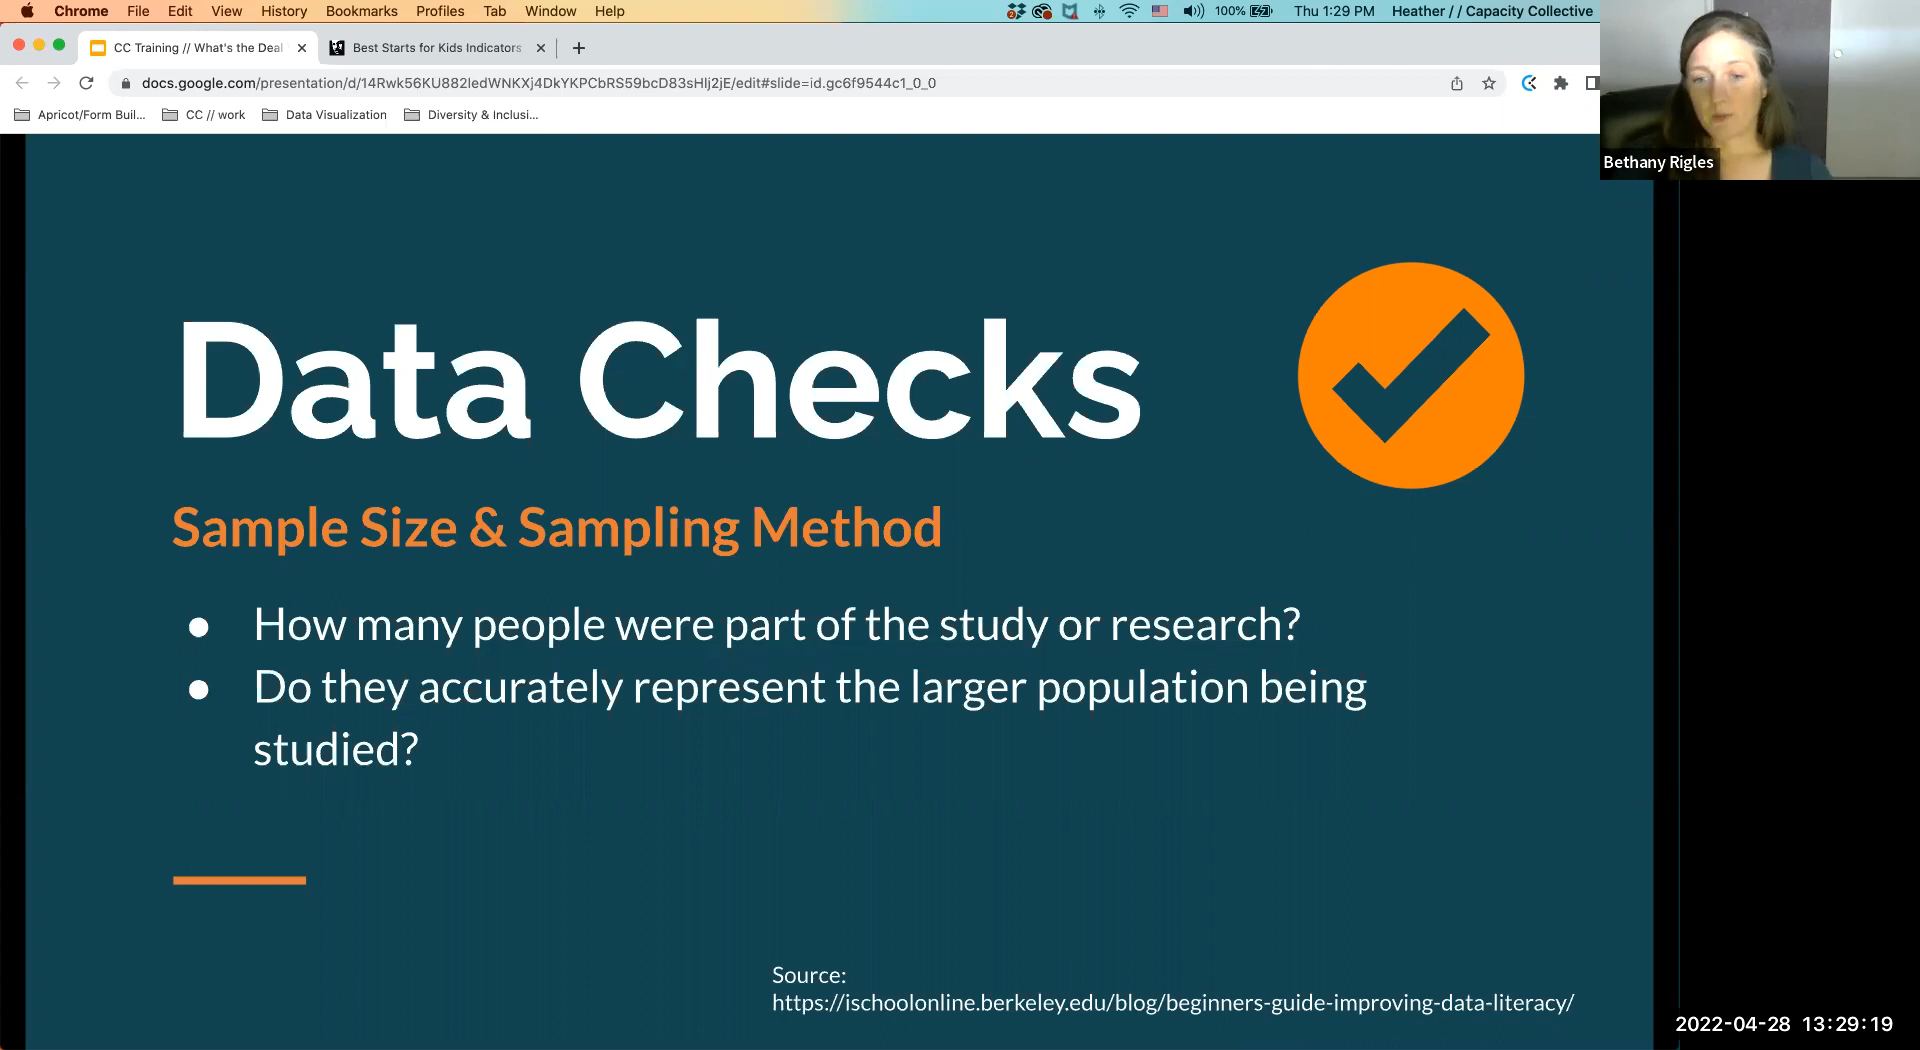 Chrome File Edit View History Bookmarks Profiles Tab Window Help 100% Thu 1:29 PM Heather // Capacity Collective
CC Training // What's the Deal
Best Starts for Kids Indicators
docs.google.com/presentation/d/14Rwk56KU882ledWNKXj4DkYKPCbRS59bcD83sHlj2jE/edit#slide=id.gc6f9544c1_0_0
Apricot/Form Buil... CC // work Data Visualization Diversity & Inclusi...
Bethany Rigles
Data Checks
Sample Size & Sampling Method
● How many people were part of the study or research?
● Do they accurately represent the larger population being
studied?
Source:
https://ischoolonline.berkeley.edu/blog/beginners-guide-improving-data-literacy/
2022-04-28 13:29:19